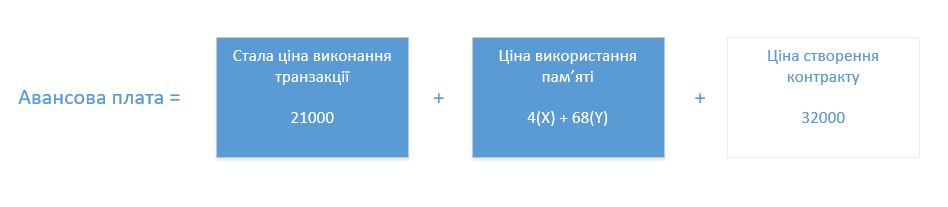 Авансова плата =
Стала ціна виконання
транзакції
21000
+
Ціна використання
пам’яті
4(X) + 68(Y)
+
Ціна створення
контракту
32000